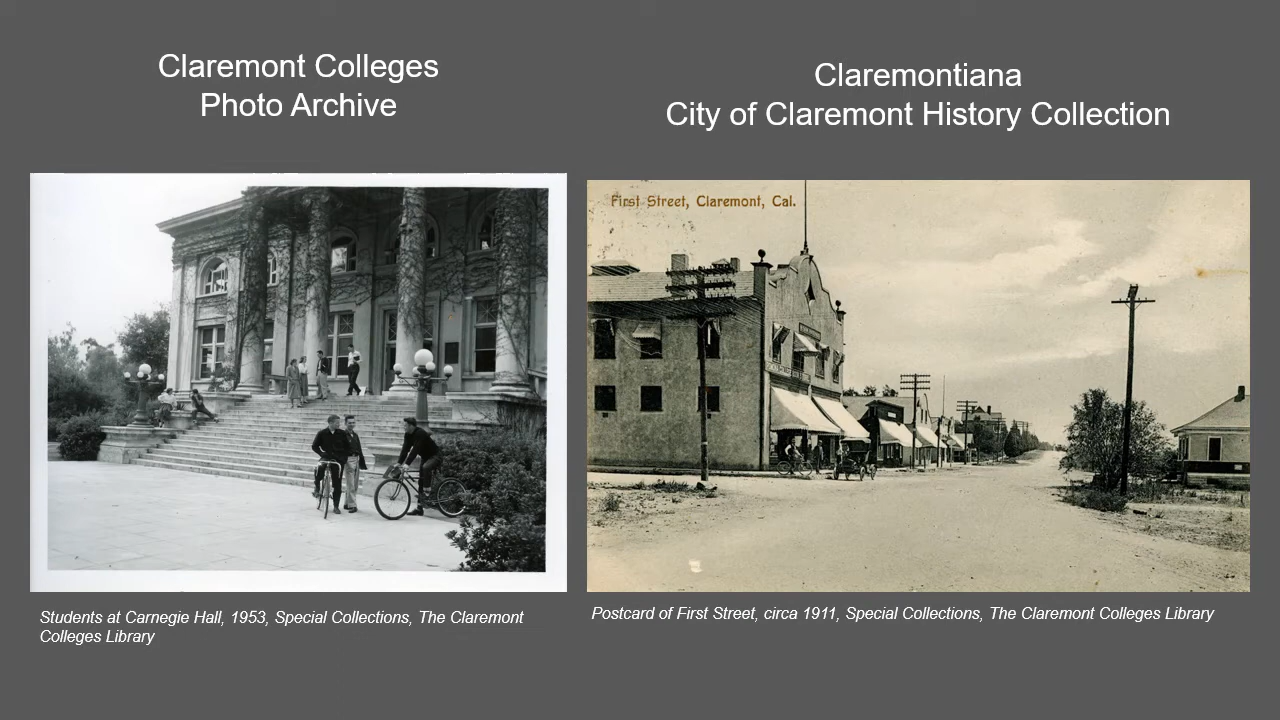 Claremont Colleges
Photo Archive
Claremontiana
City of Claremont History Collection
First Street, Claremont, Cal.
Students at Carnegie Hall, 1953, Special Collections, The Claremont
Colleges Library
Postcard of First Street, circa 1911, Special Collections, The Claremont Colleges Library